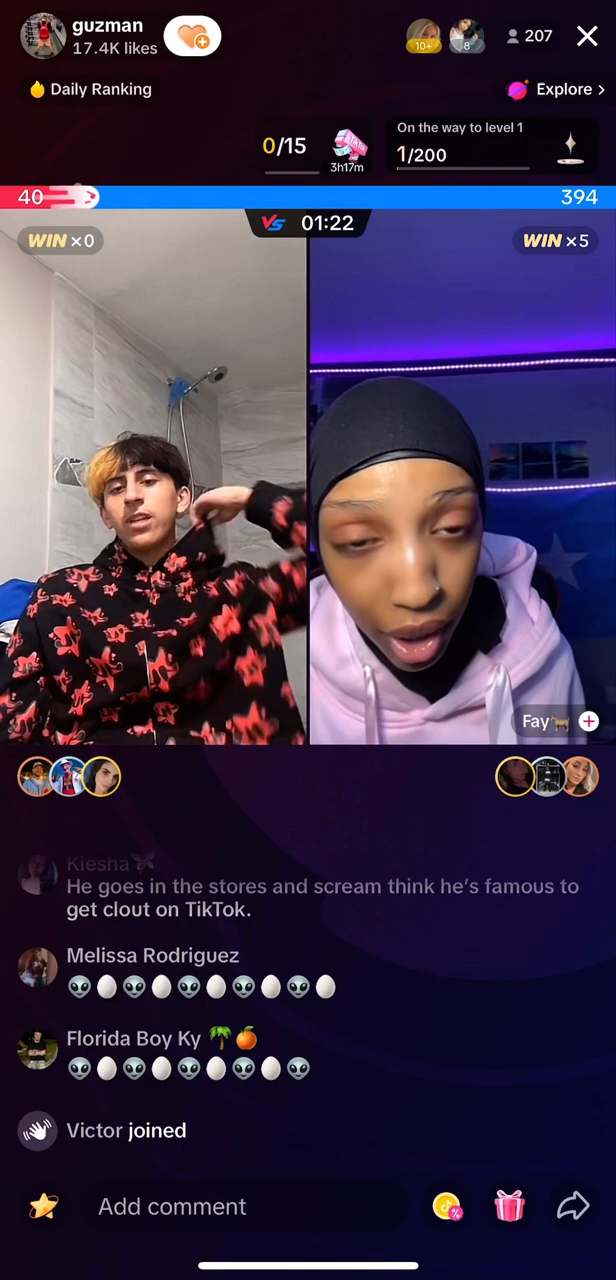 guzman
17.4K likes
10+
8
207
Daily Ranking
Explore
0/15
3h17m
On the way to level 1
1/200
40
394
VS 01:22
WIN ×0
WIN ×5
Fay🐆
Kiesha🦋
He goes in the stores and scream think he's famous to
get clout on TikTok.
Melissa Rodriguez
👽🥚👽🥚👽🥚👽🥚👽🥚
Florida Boy Ky 🌴🍊
👽🥚👽🥚👽🥚👽🥚👽
Victor joined
Add comment